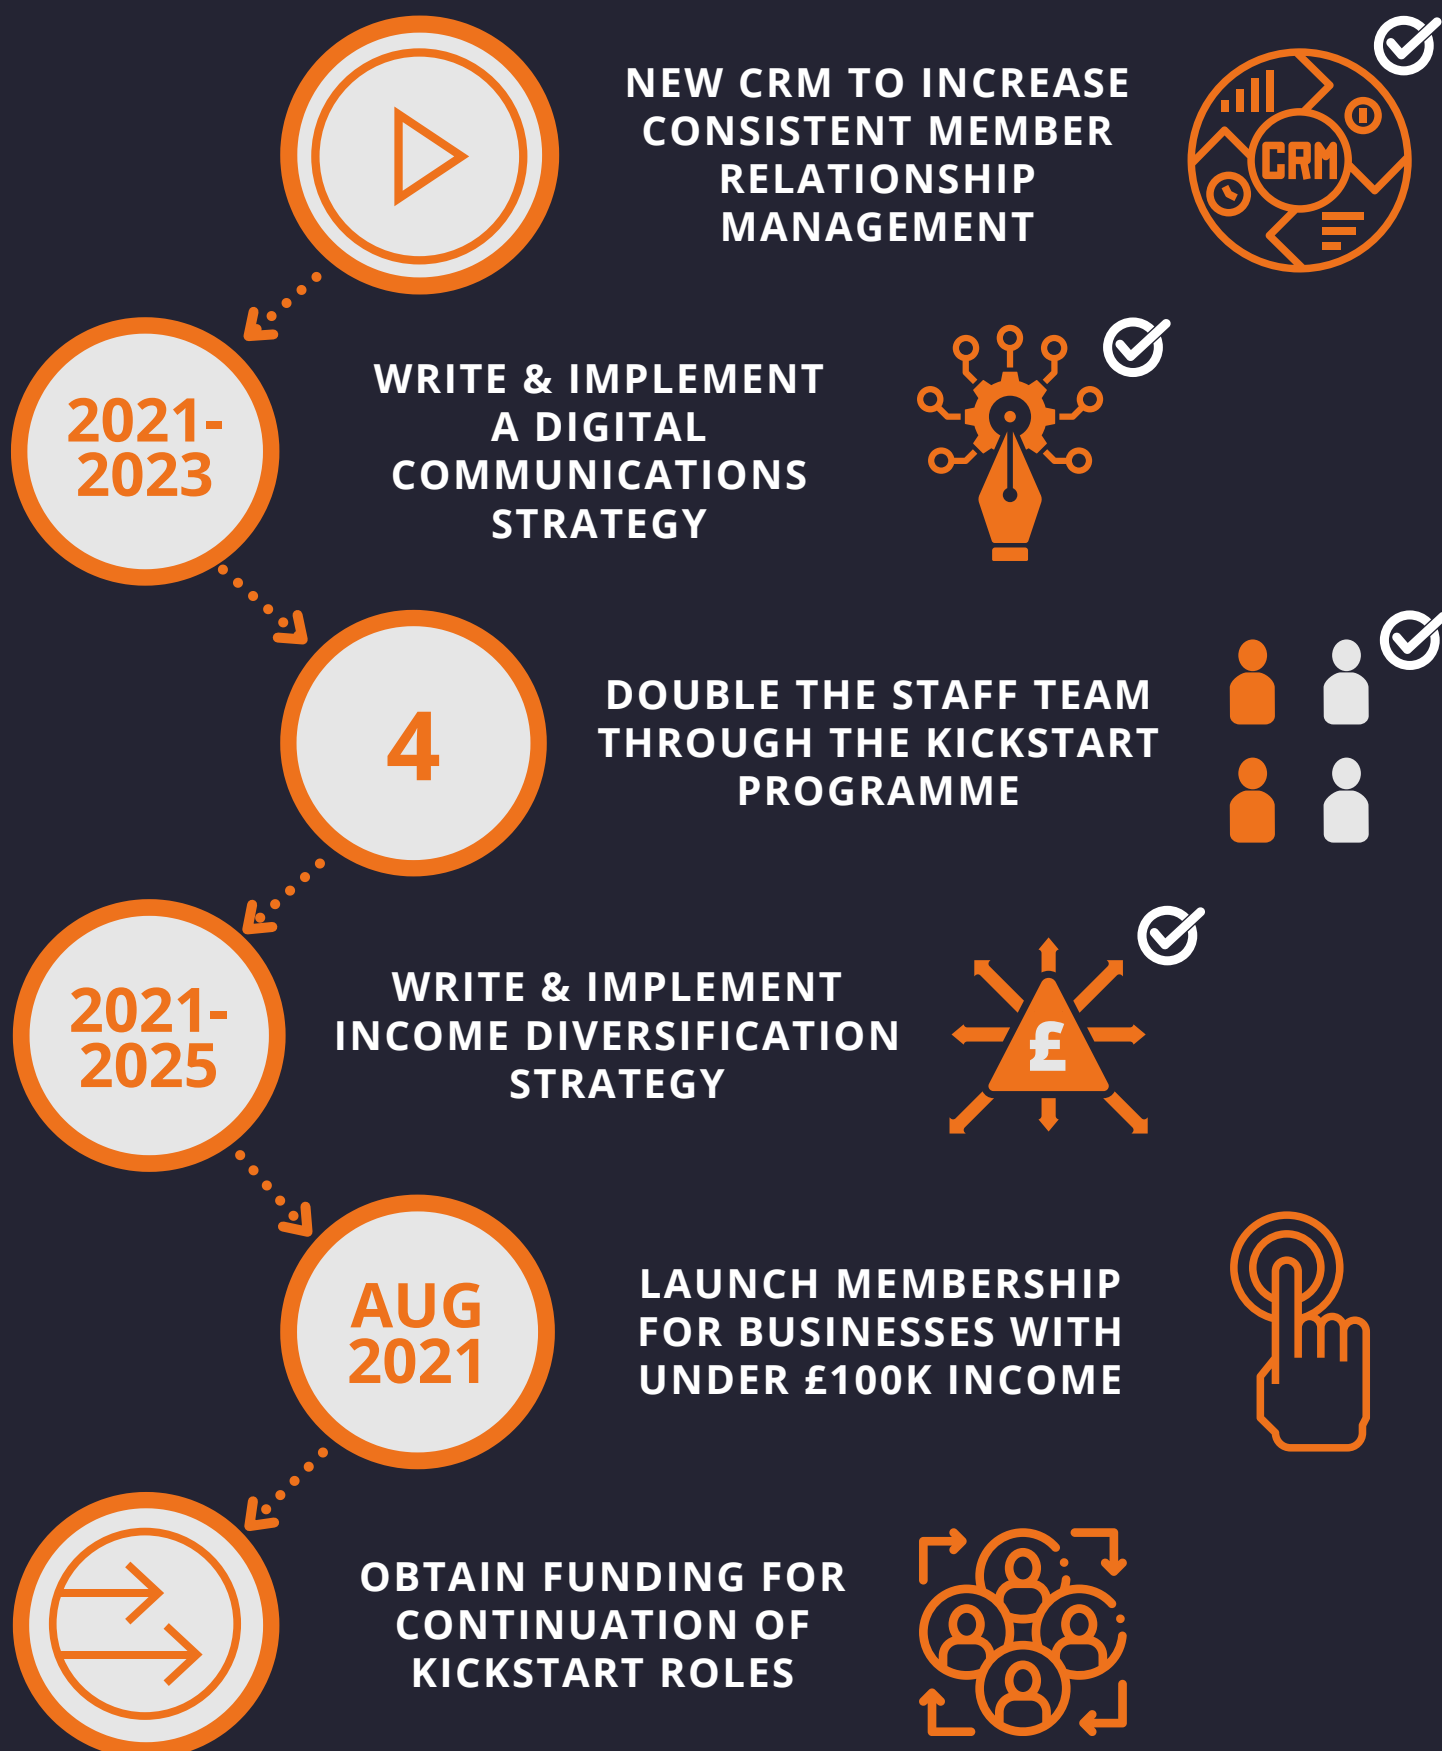 NEW CRM TO INCREASE
CONSISTENT MEMBER
RELATIONSHIP
MANAGEMENT
CRM
2021-
2023
WRITE & IMPLEMENT
A DIGITAL
COMMUNICATIONS
STRATEGY
4
DOUBLE THE STAFF TEAM
THROUGH THE KICKSTART
PROGRAMME
2021-
2025
WRITE & IMPLEMENT
INCOME DIVERSIFICATION
STRATEGY
£
AUG
2021
LAUNCH MEMBERSHIP
FOR BUSINESSES WITH
UNDER £100K INCOME
OBTAIN FUNDING FOR
CONTINUATION OF
KICKSTART ROLES